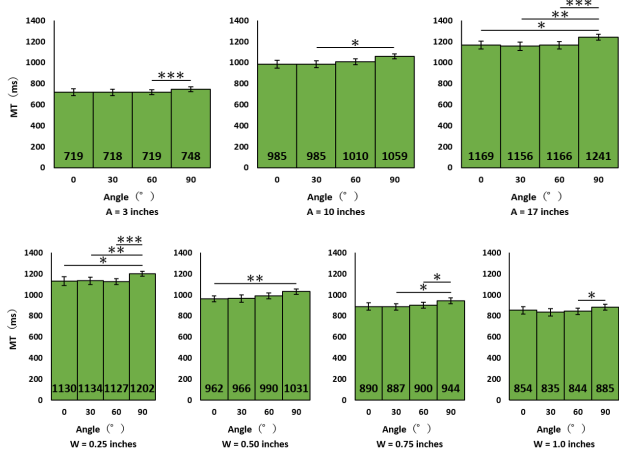 ***
**
*
*
***
1400
1200
1000
800
600
400
200
0
MT (ms)
719 718 719 748
0 30 60 90
Angle (°)
A = 3 inches
1400
1200
1000
800
600
400
200
0
985 985 1010 1059
0 30 60 90
Angle (°)
A = 10 inches
1400
1200
1000
800
600
400
200
0
1169 1156 1166 1241
0 30 60 90
Angle (°)
A = 17 inches
***
**
*
1400
1200
1000
800
600
400
200
0
MT (ms)
1130 1134 1127 1202
0 30 60 90
Angle (°)
W = 0.25 inches
**
1400
1200
1000
800
600
400
200
0
962 966 990 1031
0 30 60 90
Angle (°)
W = 0.50 inches
*
*
1400
1200
1000
800
600
400
200
0
890 887 900 944
0 30 60 90
Angle (°)
W = 0.75 inches
*
1400
1200
1000
800
600
400
200
0
854 835 844 885
0 30 60 90
Angle (°)
W = 1.0 inches